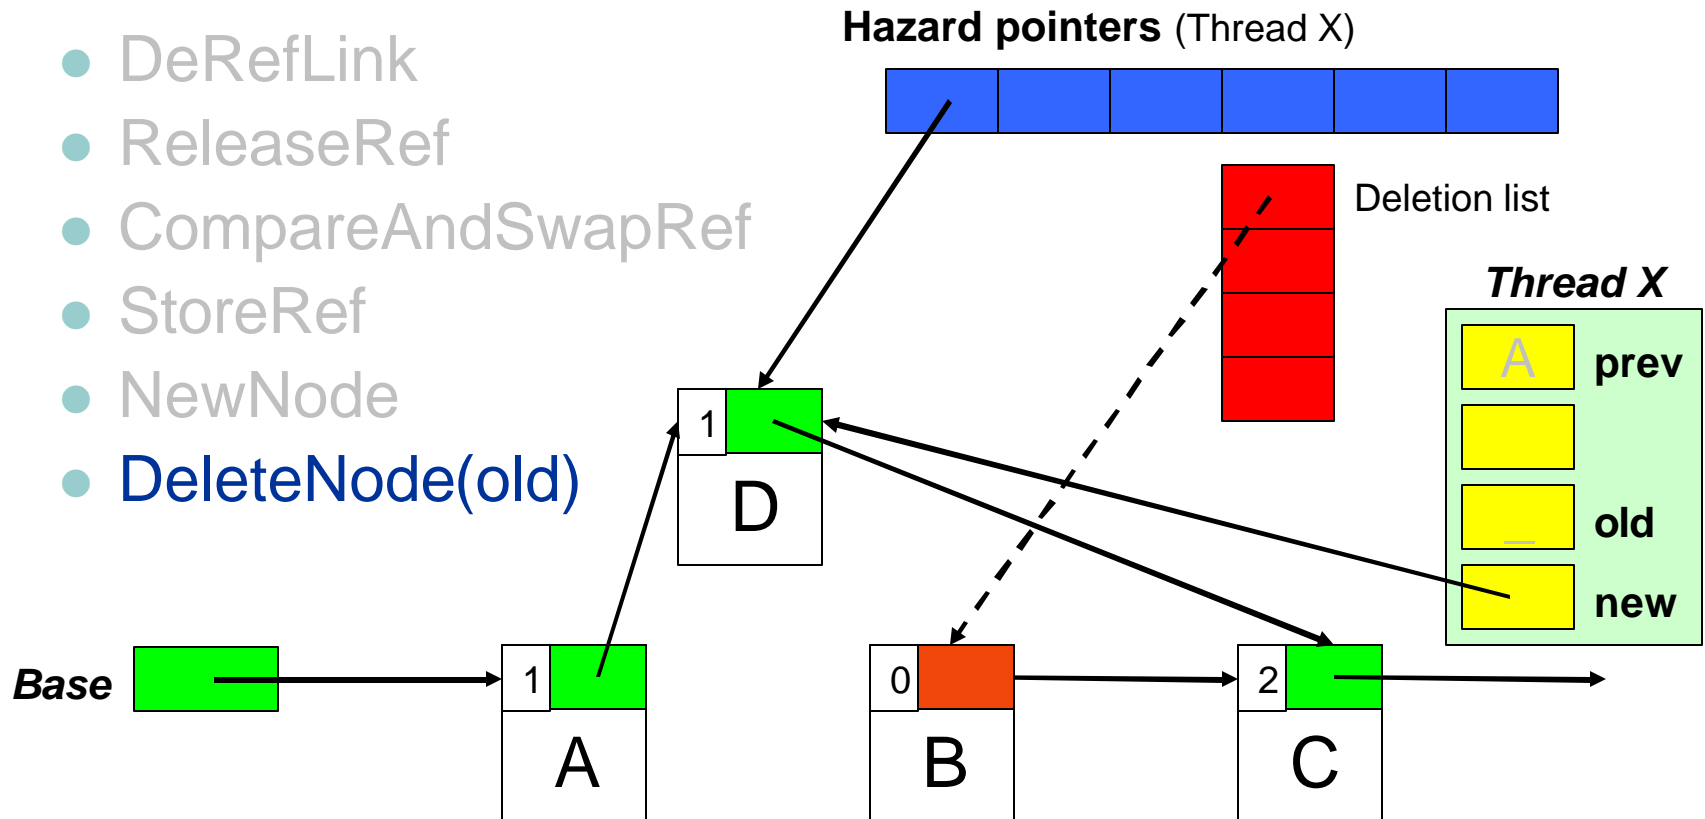 Hazard pointers (Thread X)
DeRefLink
ReleaseRef
CompareAndSwapRef
StoreRef
NewNode
DeleteNode(old)
Deletion list
Thread X
A prev
_ old
new
1
D
Base
1
A
0
B
2
C